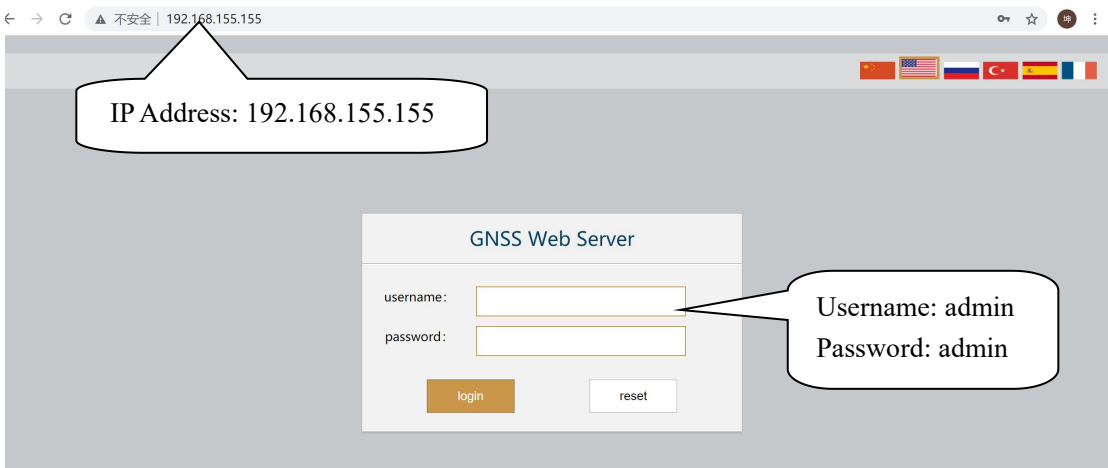 不安全 192.168.155.155
坤
IP Address: 192.168.155.155
GNSS Web Server
username:
password:
Username: admin
Password: admin
login
reset